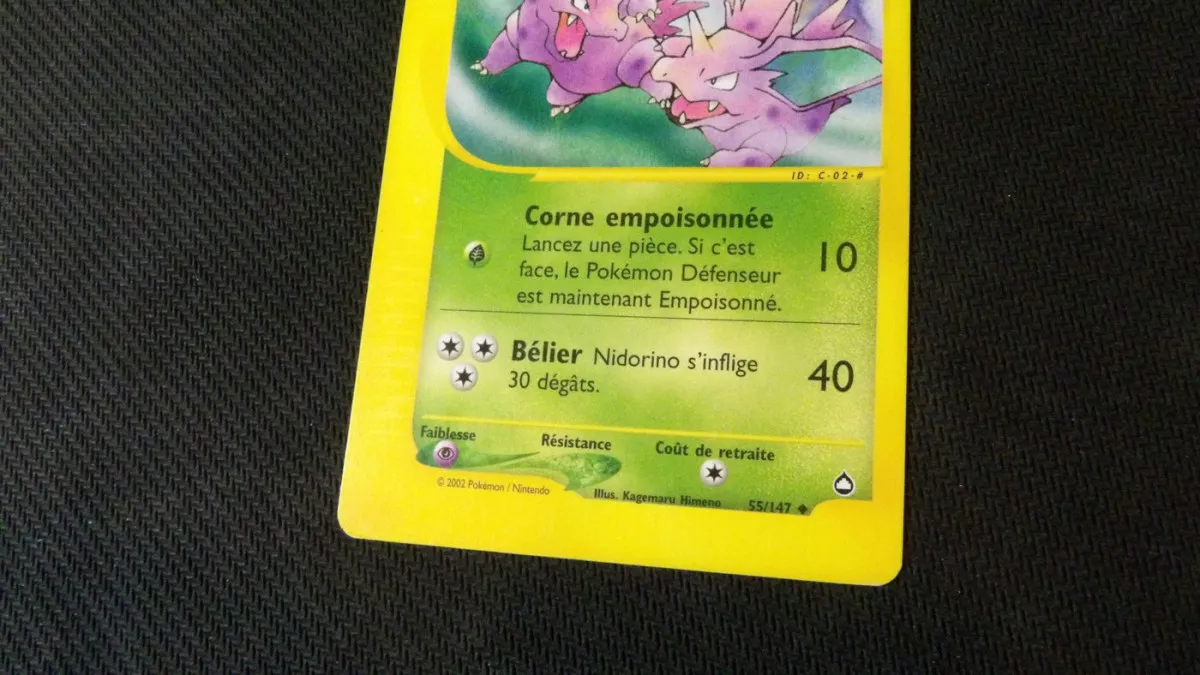 ID: C-02-#
Corne empoisonnée
Lancez une pièce. Si c'est
face, le Pokémon Défenseur
est maintenant Empoisonné.
10
Bélier Nidorino s'inflige
30 dégâts.
40
Faiblesse
Résistance
Coût de retraite
© 2002 Pokémon / Nintendo
Illus. Kagemaru Himeno
55/147